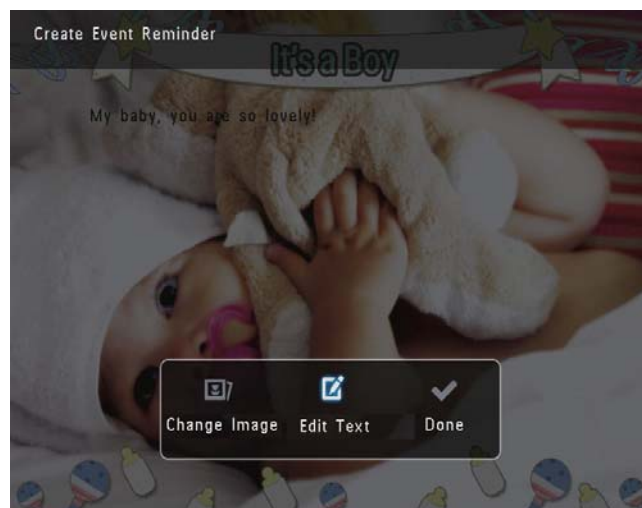 Create Event Reminder
It's a Boy
My baby, you are so lovely!
Change Image
Edit Text
Done